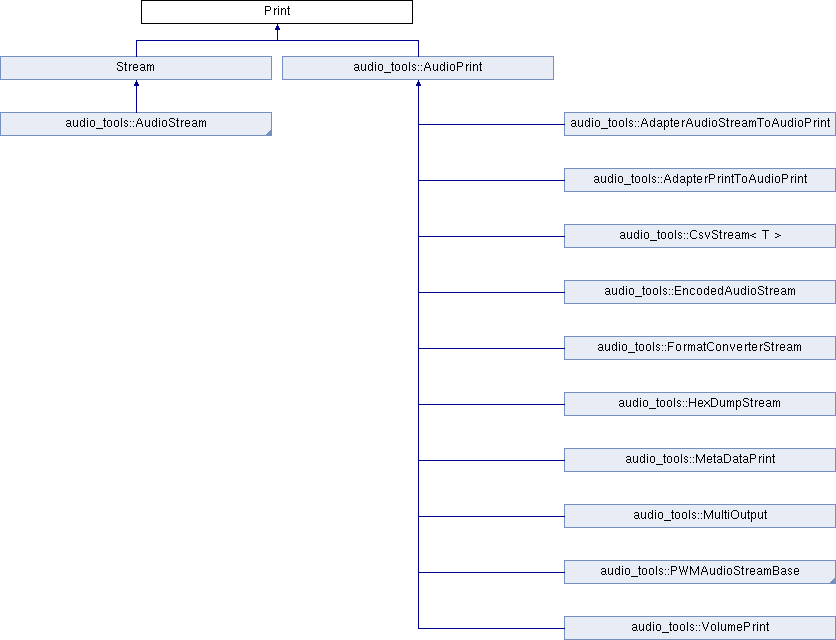 Print
Stream
audio_tools::AudioPrint
audio_tools::AudioStream
audio_tools::AdapterAudioStreamToAudioPrint
audio_tools::AdapterPrintToAudioPrint
audio_tools::CsvStream< T >
audio_tools::EncodedAudioStream
audio_tools::FormatConverterStream
audio_tools::HexDumpStream
audio_tools::MetaDataPrint
audio_tools::MultiOutput
audio_tools::PWMAudioStreamBase
audio_tools::VolumePrint